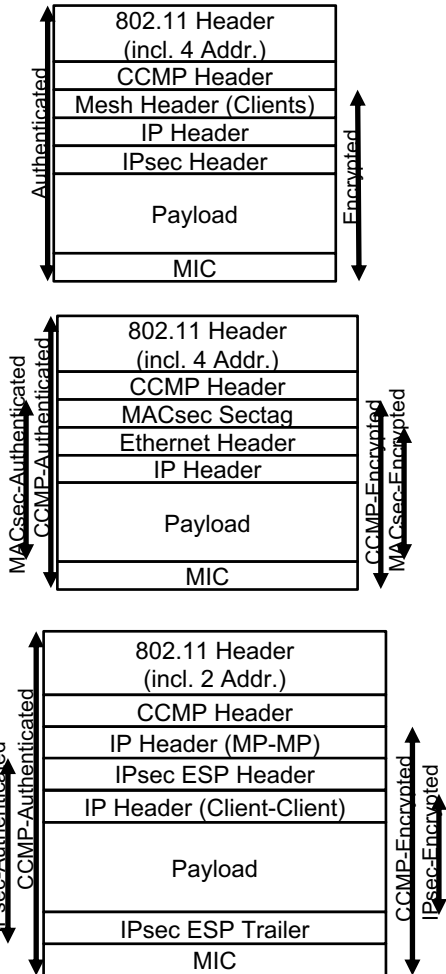 Authenticated
802.11 Header
(incl. 4 Addr.)
CCMP Header
Mesh Header (Clients)
IP Header
IPsec Header
Payload
MIC
Encrypted
MACsec-Authenticated
CCMP-Authenticated
802.11 Header
(incl. 4 Addr.)
CCMP Header
MACsec Sectag
Ethernet Header
IP Header
Payload
MIC
CCMP-Encrypted
MACsec-Encrypted
IPsec-Authenticated
CCMP-Authenticated
802.11 Header
(incl. 2 Addr.)
CCMP Header
IP Header (MP-MP)
IPsec ESP Header
IP Header (Client-Client)
Payload
IPsec ESP Trailer
MIC
CCMP-Encrypted
IPsec-Encrypted